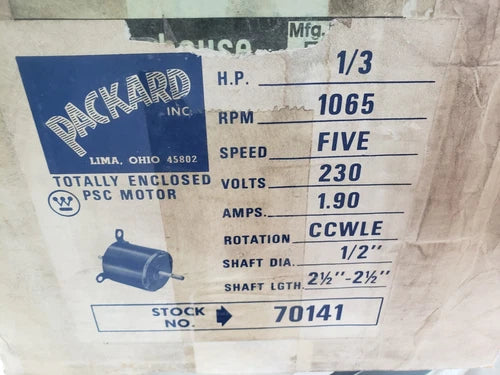 house
Mfg.
PACKARD
INC.
LIMA, OHIO 45802
TOTALLY ENCLOSED
PSC MOTOR
H.P. 1/3
RPM 1065
SPEED FIVE
VOLTS 230
AMPS. 1.90
ROTATION CCWLE
SHAFT DIA. 1/2"
SHAFT LGTH. 2½"-2½"
STOCK NO. 70141